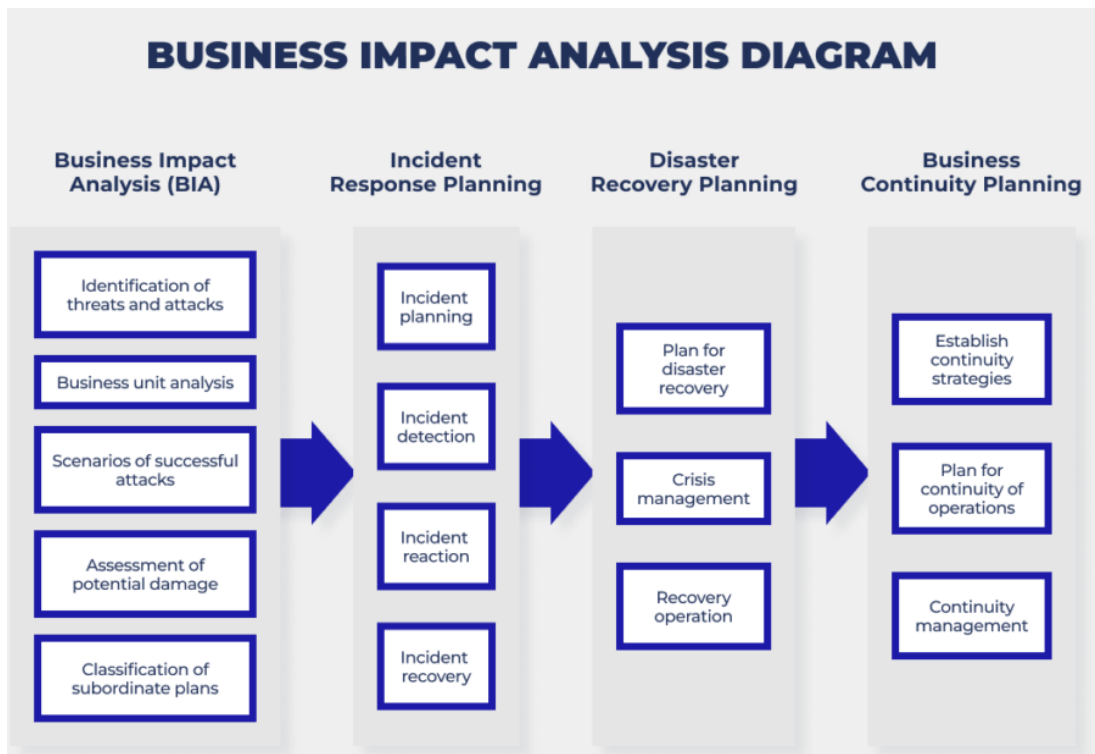 BUSINESS IMPACT ANALYSIS DIAGRAM
Business Impact
Analysis (BIA)
Identification of
threats and attacks
Business unit analysis
Scenarios of successful
attacks
Assessment of
potential damage
Classification of
subordinate plans
Incident
Response Planning
Incident
planning
Incident
detection
Incident
reaction
Incident
recovery
Disaster
Recovery Planning
Plan for
disaster
recovery
Crisis
management
Recovery
operation
Business
Continuity Planning
Establish
continuity
strategies
Plan for
continuity of
operations
Continuity
management